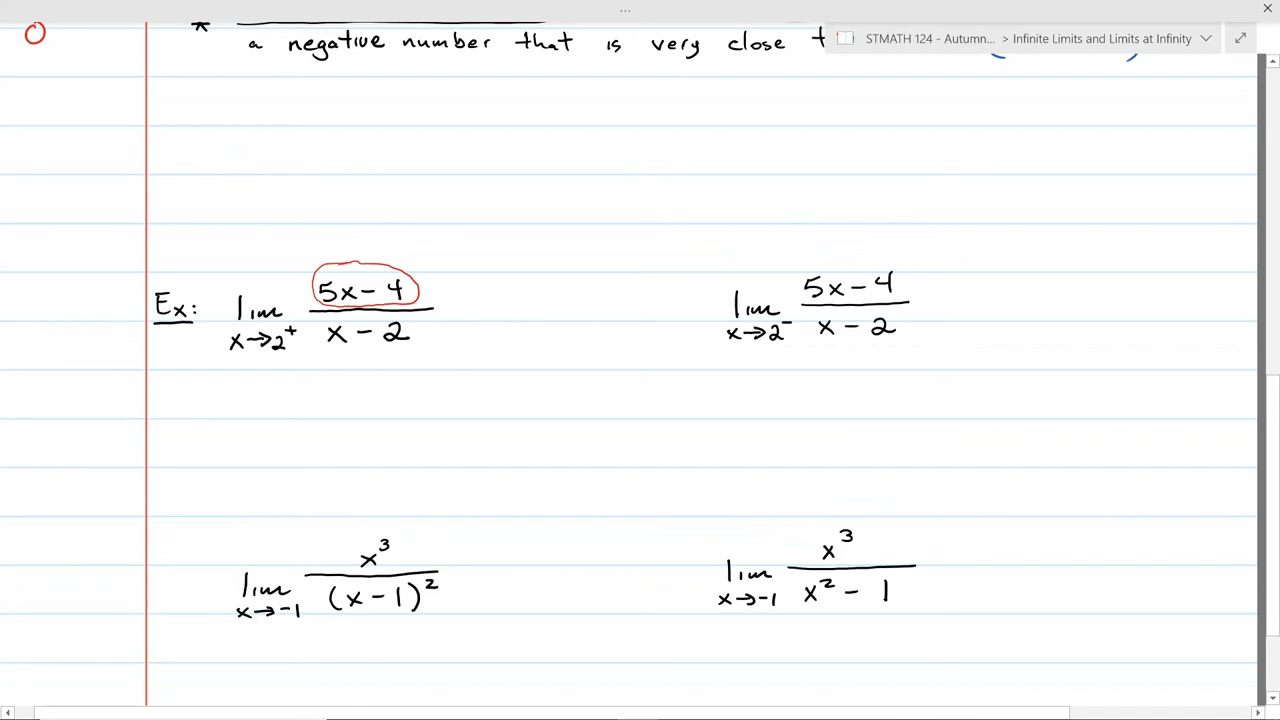 ...
STMATH 124 - Autumn... > Infinite Limits and Limits at Infinity
0
* a negative number that is very close t
Ex: lim x→2⁺ (5x - 4)/(x - 2)
lim x→2⁻ (5x - 4)/(x - 2)
lim x→-1 x³/(x - 1)²
lim x→-1 x³/(x² - 1)